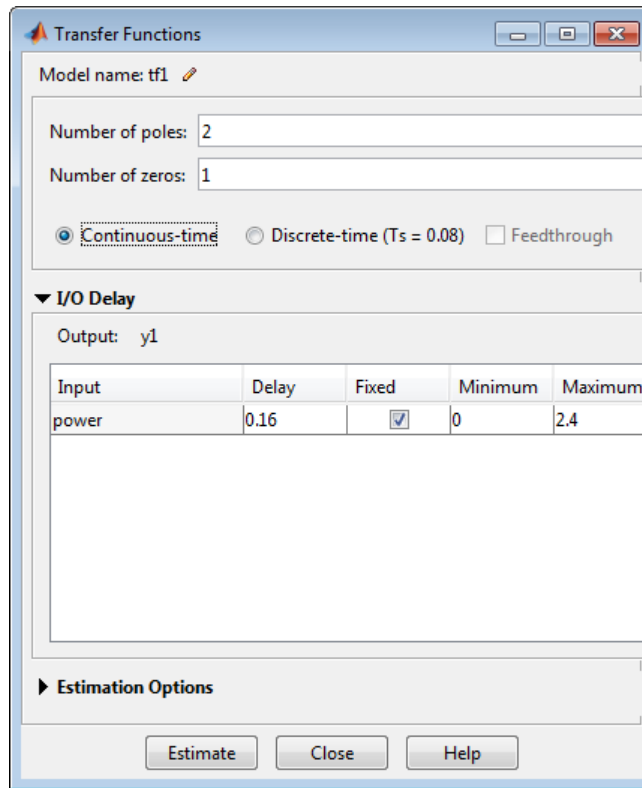 Transfer Functions
Model name: tf1
Number of poles: 2
Number of zeros: 1
Continuous-time Discrete-time (Ts = 0.08) Feedthrough
I/O Delay
Output: y1
Input Delay Fixed Minimum Maximum
power 0.16 0 2.4
Estimation Options
Estimate Close Help